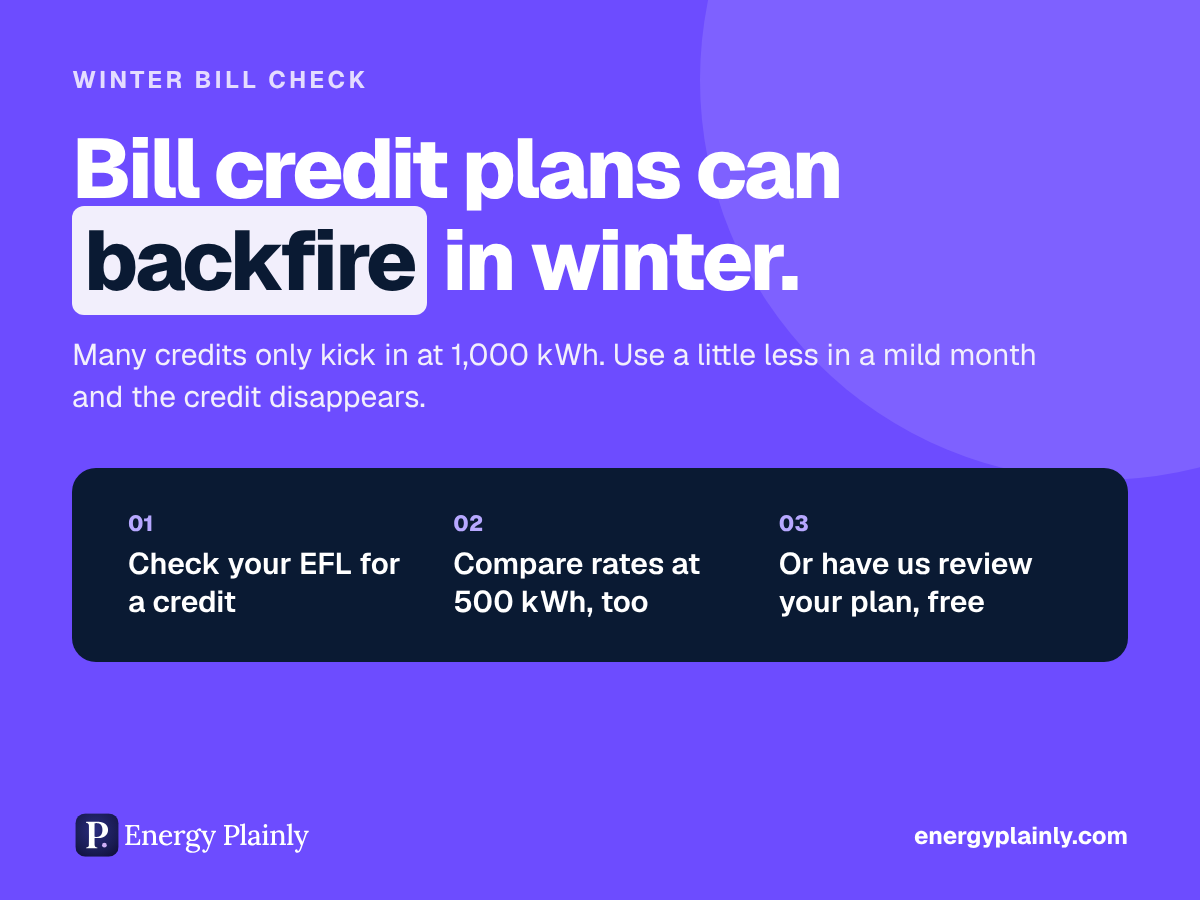 WINTER BILL CHECK
Bill credit plans can
backfire in winter.
Many credits only kick in at 1,000 kWh. Use a little less in a mild month
and the credit disappears.
01
Check your EFL for
a credit
02
Compare rates at
500 kWh, too
03
Or have us review
your plan, free
P. Energy Plainly
energyplainly.com